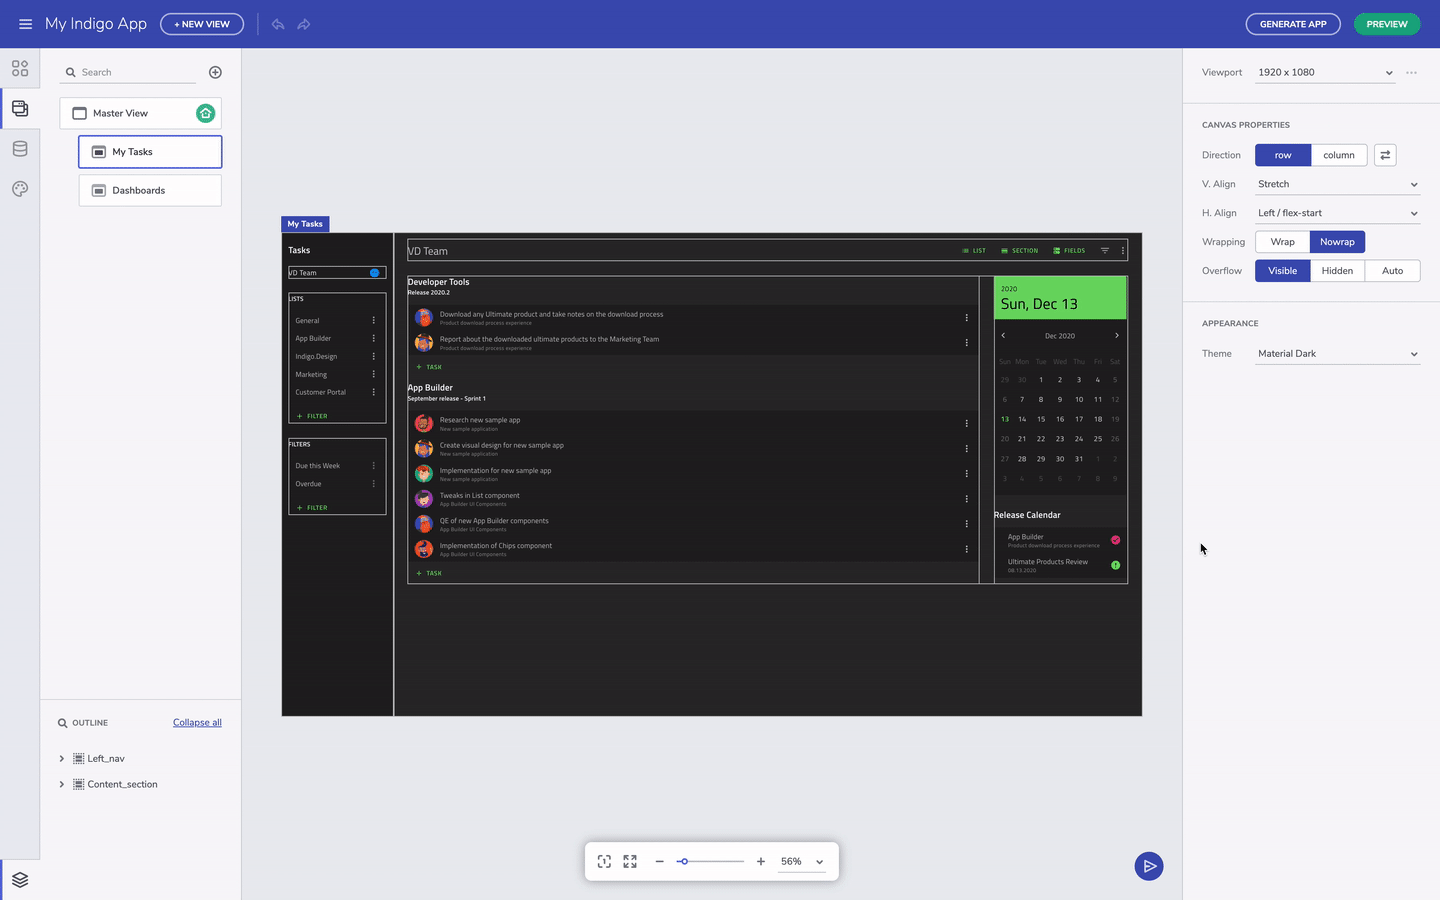 My Indigo App
+ NEW VIEW
GENERATE APP
PREVIEW
Search
Master View
My Tasks
Dashboards
OUTLINE
Collapse all
Left_nav
Content_section
My Tasks
Tasks
VD Team
LISTS
General
App Builder
Indigo.Design
Marketing
Customer Portal
+ FILTER
FILTERS
Due this Week
Overdue
+ FILTER
VD Team
LIST
SECTION
FIELDS
Developer Tools
Release 2020.2
Download any Ultimate product and take notes on the download process
Product download process experience
Report about the downloaded ultimate products to the Marketing Team
Product download process experience
+ TASK
App Builder
September release - Sprint 1
Research new sample app
New sample application
Create visual design for new sample app
New sample application
Implementation for new sample app
New sample application
Tweaks in List component
App Builder UI Components
QE of new App Builder components
App Builder UI Components
Implementation of Chips component
App Builder UI Components
+ TASK
2020
Sun, Dec 13
Dec 2020
Sun Mon Tue Wed Thu Fri Sat
29 30 1 2 3 4 5
6 7 8 9 10 11 12
13 14 15 16 17 18 19
20 21 22 23 24 25 26
27 28 29 30 31 1 2
3 4 5 6 7 8 9
Release Calendar
App Builder
Product download process experience
Ultimate Products Review
08.13.2020
56%
Viewport 1920 x 1080
CANVAS PROPERTIES
Direction row column
V. Align Stretch
H. Align Left / flex-start
Wrapping Wrap Nowrap
Overflow Visible Hidden Auto
APPEARANCE
Theme Material Dark